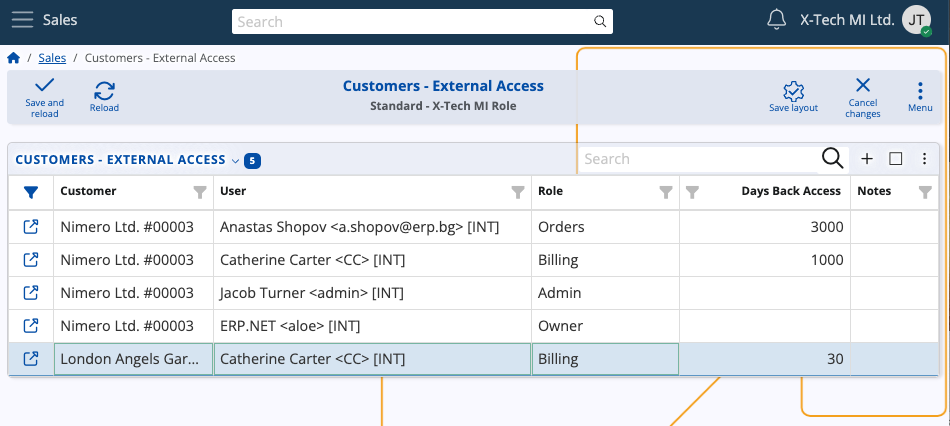 Sales
Search
X-Tech MI Ltd.
JT
/ Sales / Customers - External Access
Save and reload
Reload
Customers - External Access
Standard - X-Tech MI Role
Save layout
Cancel changes
Menu
CUSTOMERS - EXTERNAL ACCESS 5
Search
Customer User Role Days Back Access Notes
Nimero Ltd. #00003 Anastas Shopov <a.shopov@erp.bg> [INT] Orders 3000
Nimero Ltd. #00003 Catherine Carter <CC> [INT] Billing 1000
Nimero Ltd. #00003 Jacob Turner <admin> [INT] Admin
Nimero Ltd. #00003 ERP.NET <aloe> [INT] Owner
London Angels Gar... Catherine Carter <CC> [INT] Billing 30